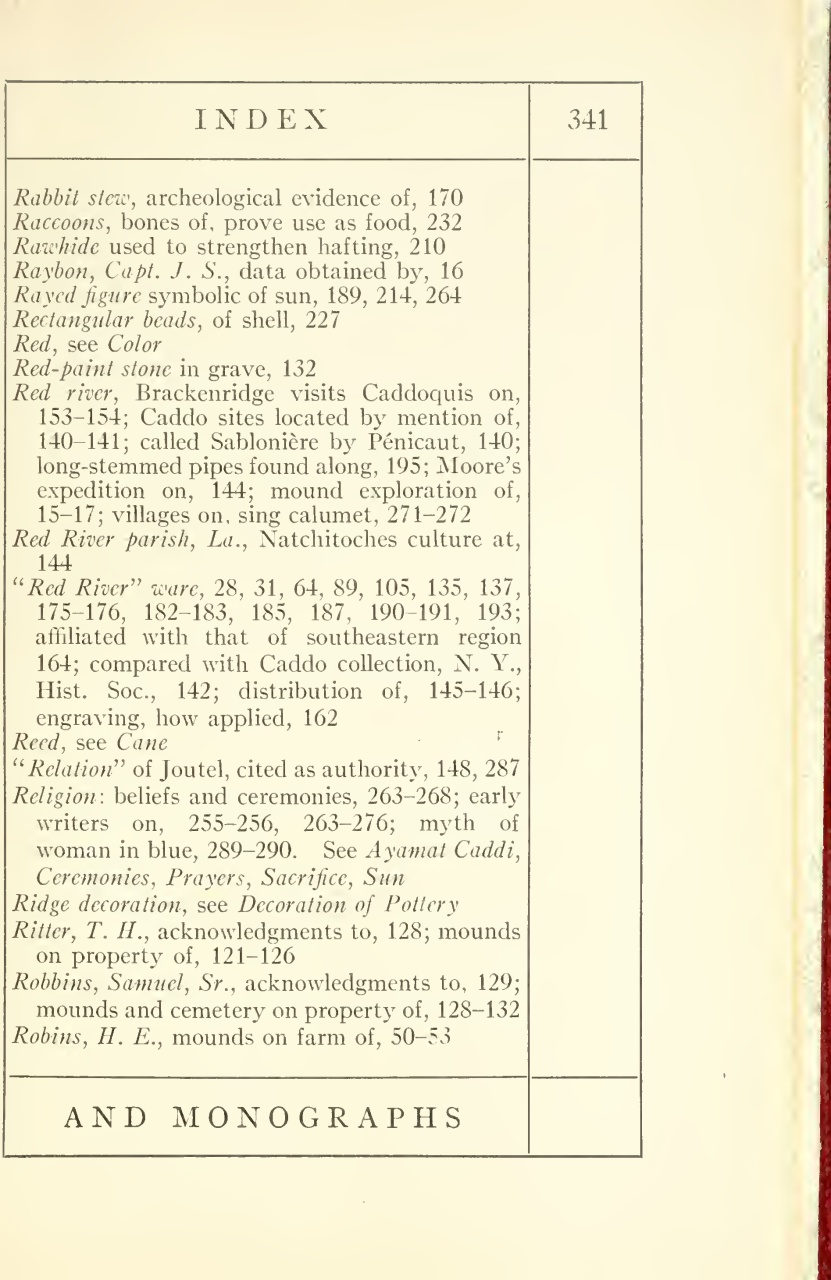 INDEX
341
Rabbit stew, archeological evidence of, 170
Raccoons, bones of, prove use as food, 232
Rawhide used to strengthen hafting, 210
Raybon, Capt. J. S., data obtained by, 16
Rayed figure symbolic of sun, 189, 214, 264
Rectangular beads, of shell, 227
Red, see Color
Red-paint stone in grave, 132
Red river, Brackenridge visits Caddoquis on,
153–154; Caddo sites located by mention of,
140–141; called Sablonière by Pénicaut, 140;
long-stemmed pipes found along, 195; Moore's
expedition on, 144; mound exploration of,
15–17; villages on, sing calumet, 271–272
Red River parish, La., Natchitoches culture at,
144
“Red River” ware, 28, 31, 64, 89, 105, 135, 137,
175–176, 182–183, 185, 187, 190–191, 193;
affiliated with that of southeastern region
164; compared with Caddo collection, N. Y.,
Hist. Soc., 142; distribution of, 145–146;
engraving, how applied, 162
Reed, see Cane
“Relation” of Joutel, cited as authority, 148, 287
Religion: beliefs and ceremonies, 263–268; early
writers on, 255–256, 263–276; myth of
woman in blue, 289–290. See Ayamat Caddi,
Ceremonies, Prayers, Sacrifice, Sun
Ridge decoration, see Decoration of Pottery
Ritter, T. H., acknowledgments to, 128; mounds
on property of, 121–126
Robbins, Samuel, Sr., acknowledgments to, 129;
mounds and cemetery on property of, 128–132
Robins, H. E., mounds on farm of, 50–53
AND MONOGRAPHS